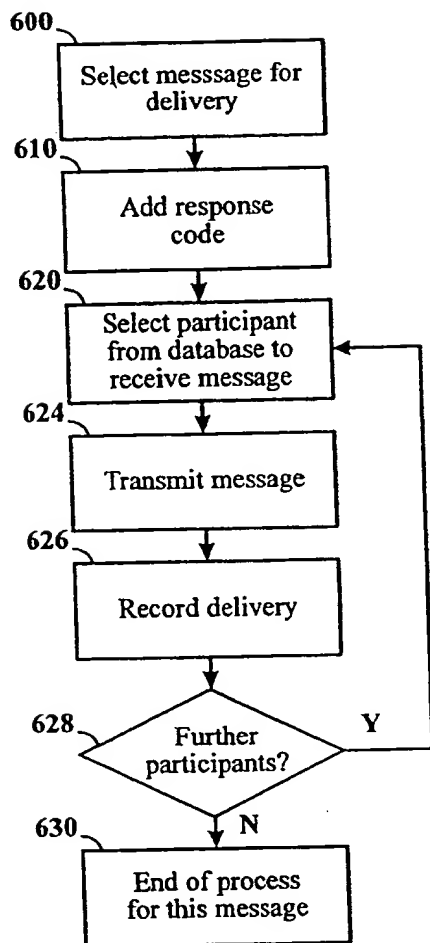 600
Select messsage for
delivery
610
Add response
code
620
Select participant
from database to
receive message
624
Transmit message
626
Record delivery
628
Further
participants?
Y
N
630
End of process
for this message